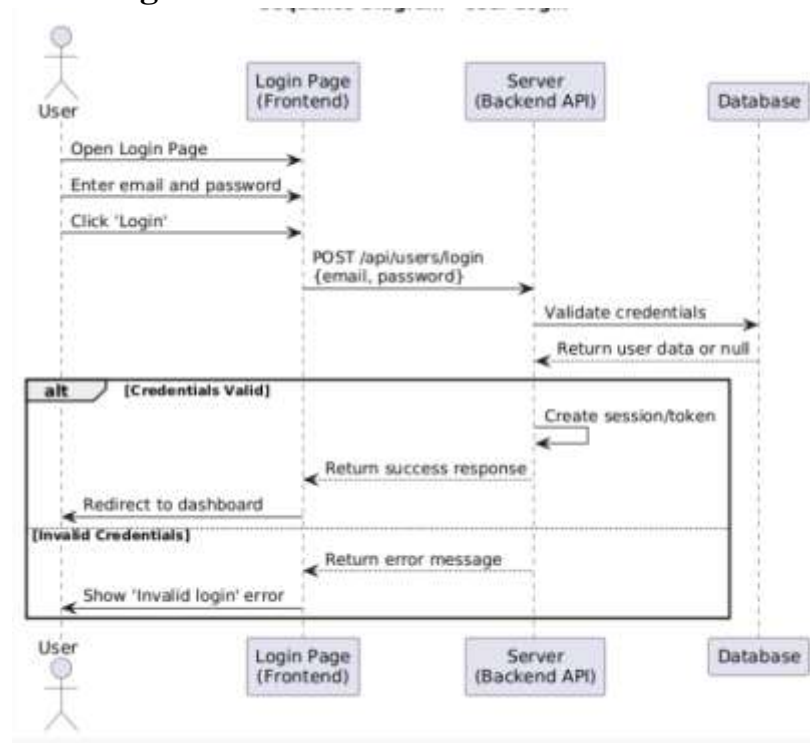 User
Login Page
(Frontend)
Server
(Backend API)
Database
Open Login Page
Enter email and password
Click 'Login'
POST /api/users/login
{email, password}
Validate credentials
Return user data or null
alt [Credentials Valid]
Create session/token
Return success response
Redirect to dashboard
[Invalid Credentials]
Return error message
Show 'Invalid login' error
User
Login Page
(Frontend)
Server
(Backend API)
Database